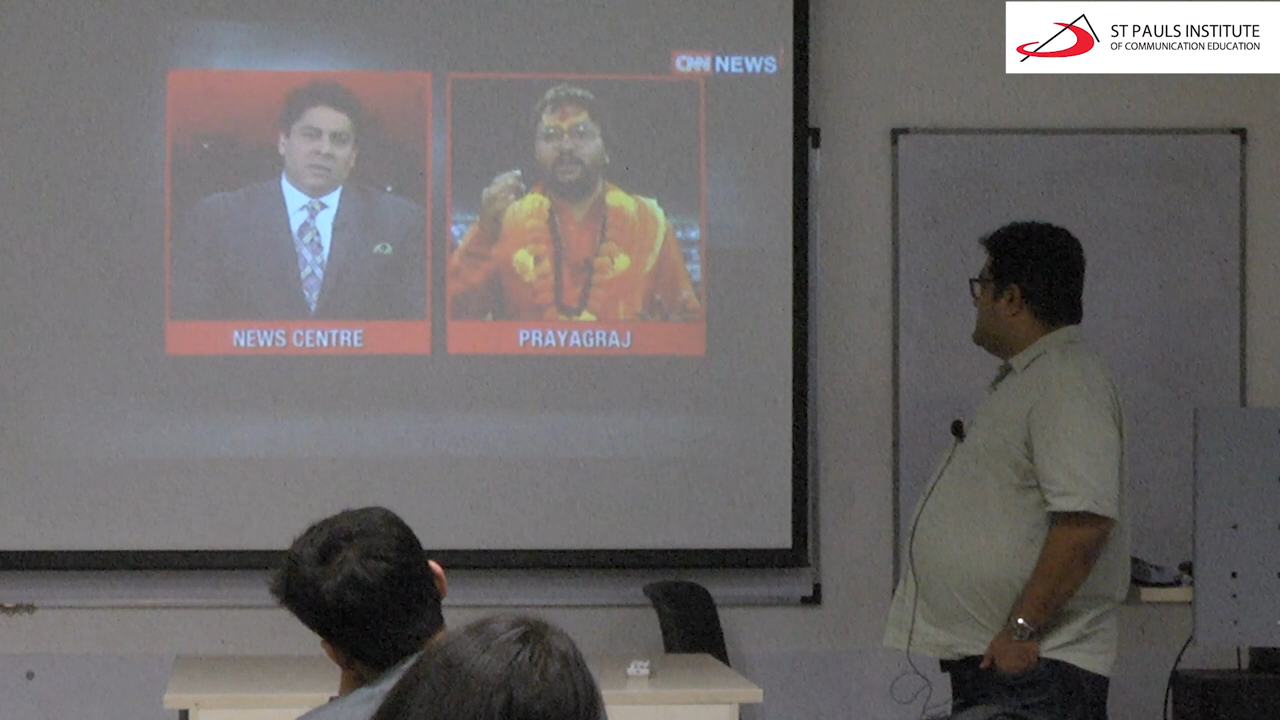 ST PAULS INSTITUTE
OF COMMUNICATION EDUCATION
CNN NEWS
NEWS CENTRE
PRAYAGRAJ